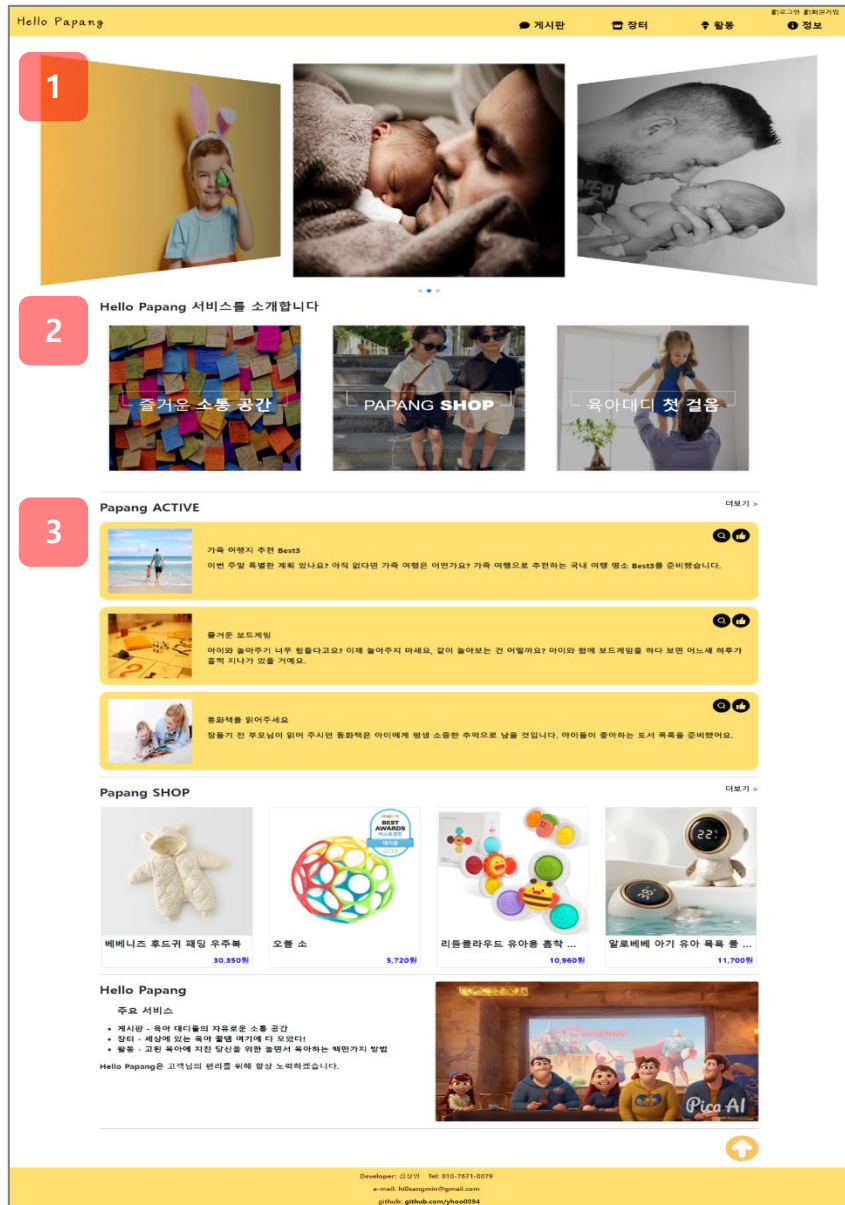 Hello Papang
로그인 회원가입
게시판 장터 활동 정보
1
2
Hello Papang 서비스를 소개합니다
즐거운 소통 공간
PAPANG SHOP
육아대디 첫 걸음
3
Papang ACTIVE
더보기 >
가족 여행지 추천 Best3
이번 주말 특별한 계획 있나요? 아직 없다면 가족 여행은 어떤가요? 가족 여행으로 추천하는 국내 여행 명소 Best3를 준비했습니다.
즐거운 보드게임
아이와 놀아주기 너무 힘들다고요? 이제 놀아주지 마세요, 같이 놀아보는 건 어떨까요? 아이와 함께 보드게임을 하다 보면 어느새 하루가
훌쩍 지나가 있을 거예요.
동화책을 읽어주세요
잠들기 전 부모님이 읽어 주시던 동화책은 아이에게 평생 소중한 추억으로 남을 것입니다. 아이들이 좋아하는 도서 목록을 준비했어요.
Papang SHOP
더보기 >
BEST
AWARDS
2023
22:
베베니즈 후드귀 패딩 우주복
30,350원
오볼 소
5,720원
리틀클라우드 유아용 흡착 ...
10,960원
알로베베 아기 유아 목욕 물 ...
11,700원
Hello Papang
주요 서비스
게시판 - 육아 대디들의 자유로운 소통 공간
장터 - 세상에 있는 육아 꿀템 여기에 다 모았다!
활동 - 고된 육아에 지친 당신을 위한 놀면서 육아하는 백만가지 방법
Hello Papang은 고객님의 편리를 위해 항상 노력하겠습니다.
Pica AI
Developer: 김상민 Tel: 010-7671-0079
e-mail: hi0sangmin@gmail.com
github: github.com/yhoo0094